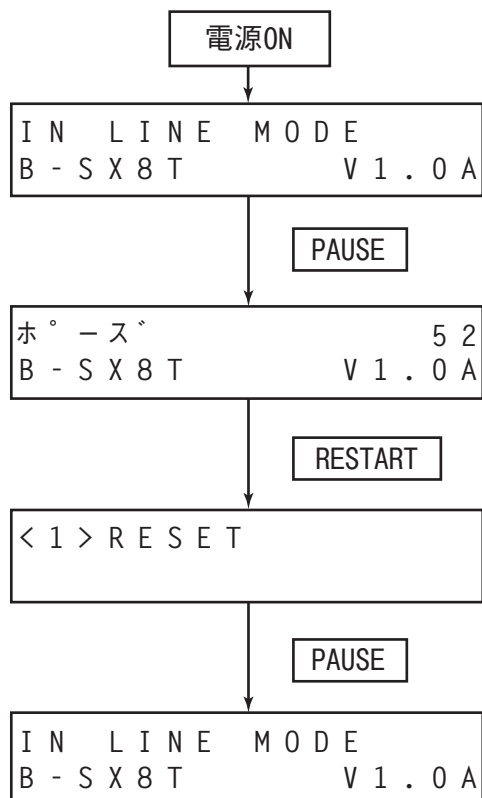 電源ON
IN LINE MODE
B-SX8T V1.0A
PAUSE
ホ゜ーズ 52
B-SX8T V1.0A
RESTART
<1>RESET
PAUSE
IN LINE MODE
B-SX8T V1.0A